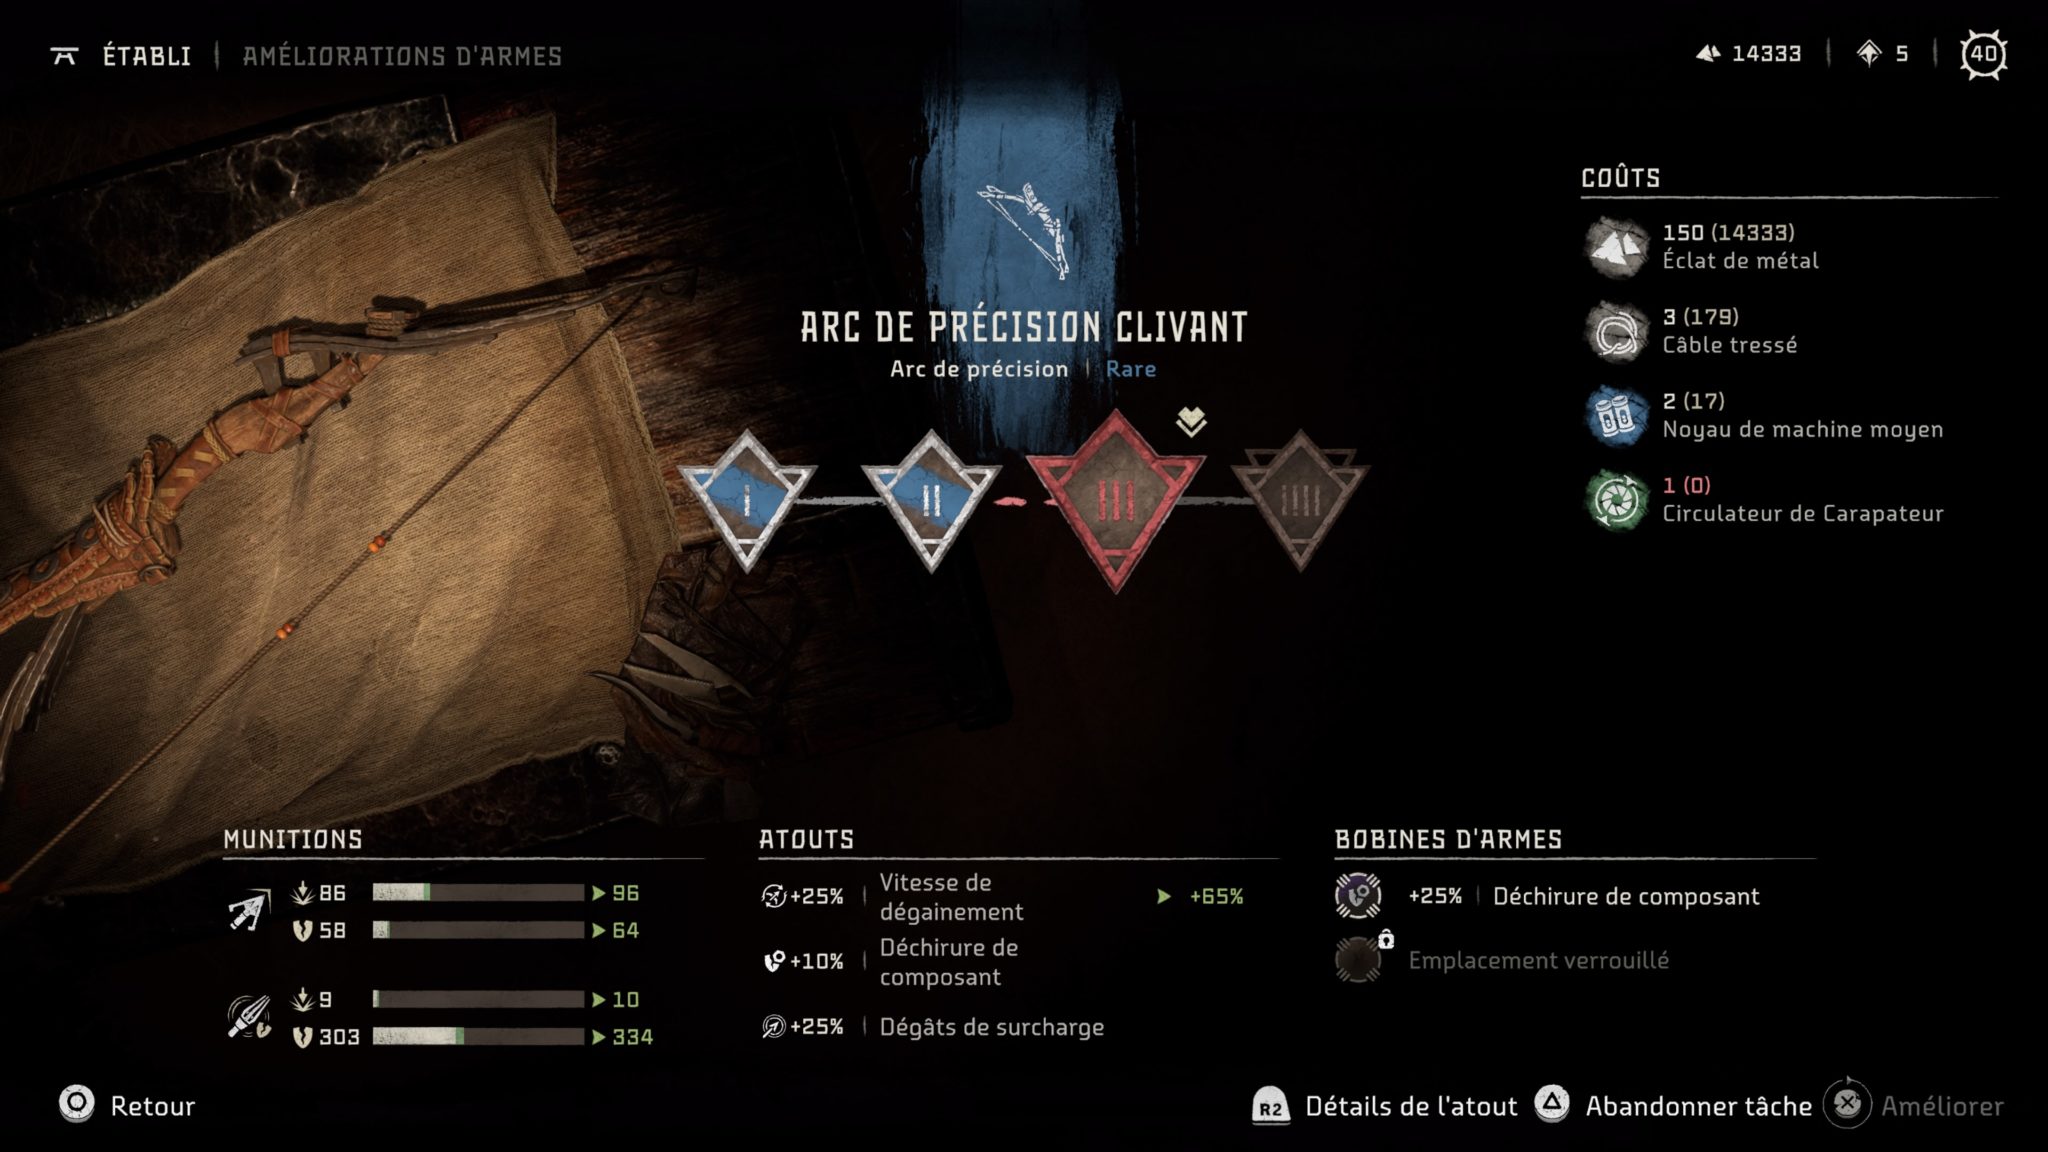 ÉTABLI | AMÉLIORATIONS D'ARMES
14333 | 5 | 40
COÛTS
150 (14333)
Éclat de métal
3 (179)
Câble tressé
2 (17)
Noyau de machine moyen
1 (0)
Circulateur de Carapateur
ARC DE PRÉCISION CLIVANT
Arc de précision | Rare
I II III IIII
MUNITIONS
86 96
58 64
9 10
303 334
ATOUTS
+25% | Vitesse de
dégainement
+65%
+10% | Déchirure de
composant
+25% | Dégâts de surcharge
BOBINES D'ARMES
+25% | Déchirure de composant
Emplacement verrouillé
Retour
R2 Détails de l'atout Abandonner tâche Améliorer